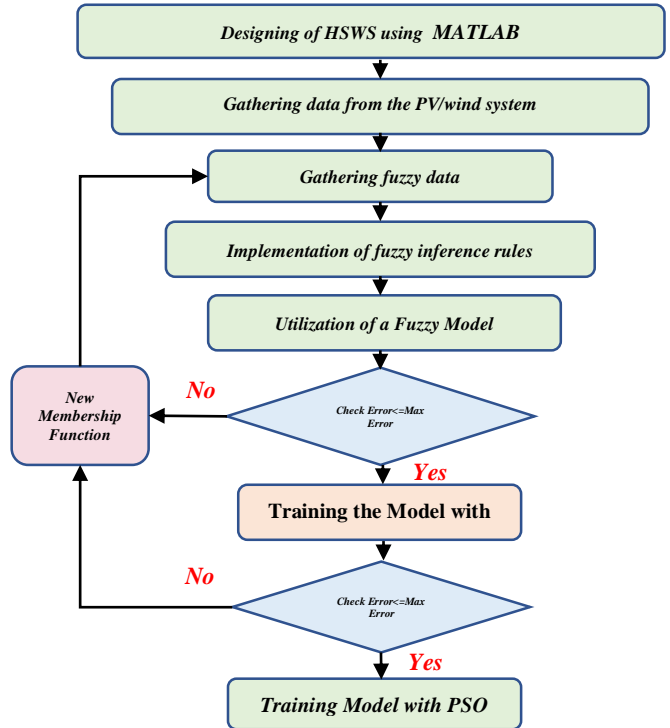 Designing of HSWS using MATLAB
Gathering data from the PV/wind system
Gathering fuzzy data
Implementation of fuzzy inference rules
Utilization of a Fuzzy Model
No
New
Membership
Function
Check Error<=Max
Error
Yes
Training the Model with
No
Check Error<=Max
Error
Yes
Training Model with PSO